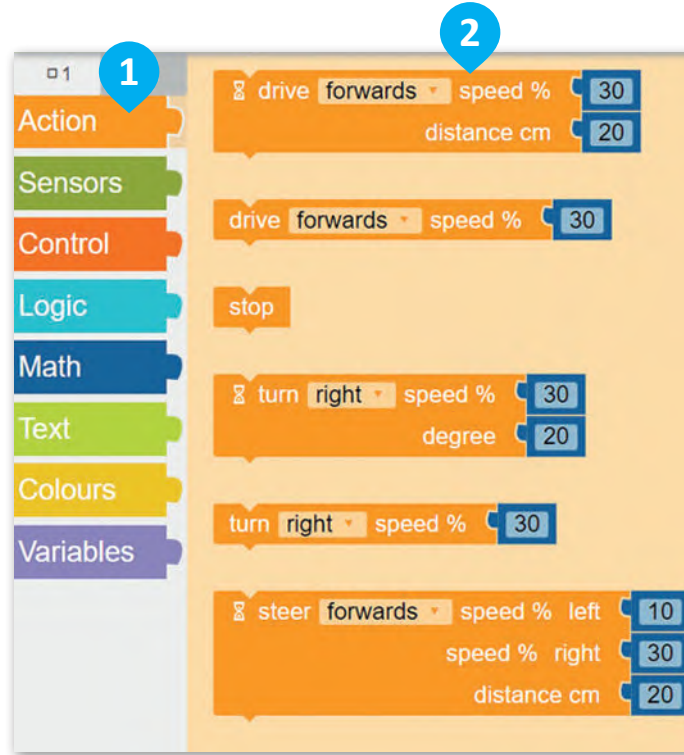 1
1
2
Action
Sensors
Control
Logic
Math
Text
Colours
Variables
drive forwards speed % 30
distance cm 20
drive forwards speed % 30
stop
turn right speed % 30
degree 20
turn right speed % 30
steer forwards speed % left 10
speed % right 30
distance cm 20